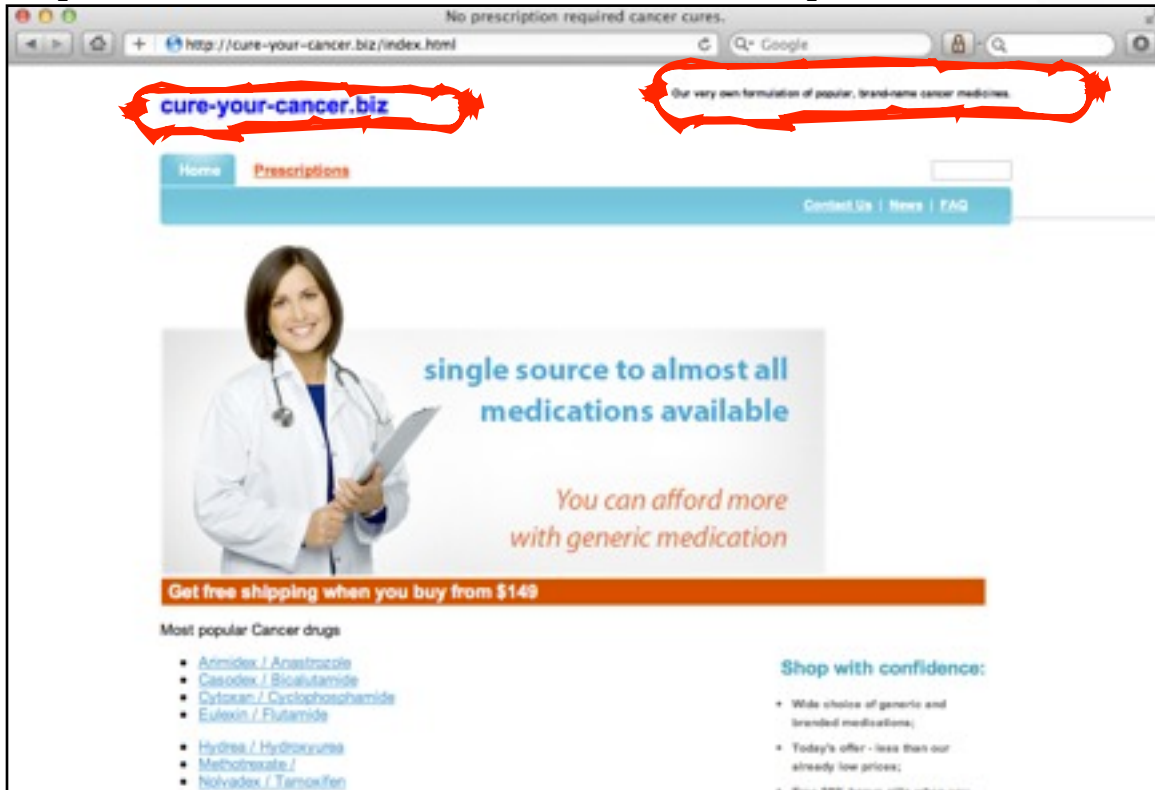 No prescription required cancer cures.
http://cure-your-cancer.biz/index.html
Google
cure-your-cancer.biz
Our very own formulation of popular, brand-name cancer medicines.
Home Prescriptions
Contact Us | News | FAQ
single source to almost all
medications available
You can afford more
with generic medication
Get free shipping when you buy from $149
Most popular Cancer drugs
Arimidex / Anastrozole
Casodex / Bicalutamide
Cytoxan / Cyclophosphamide
Eulexin / Flutamide
Hydrea / Hydroxyurea
Methotrexate /
Nolvadex / Tamoxifen
Shop with confidence:
Wide choice of generic and
branded medications;
Today's offer - less than our
already low prices;